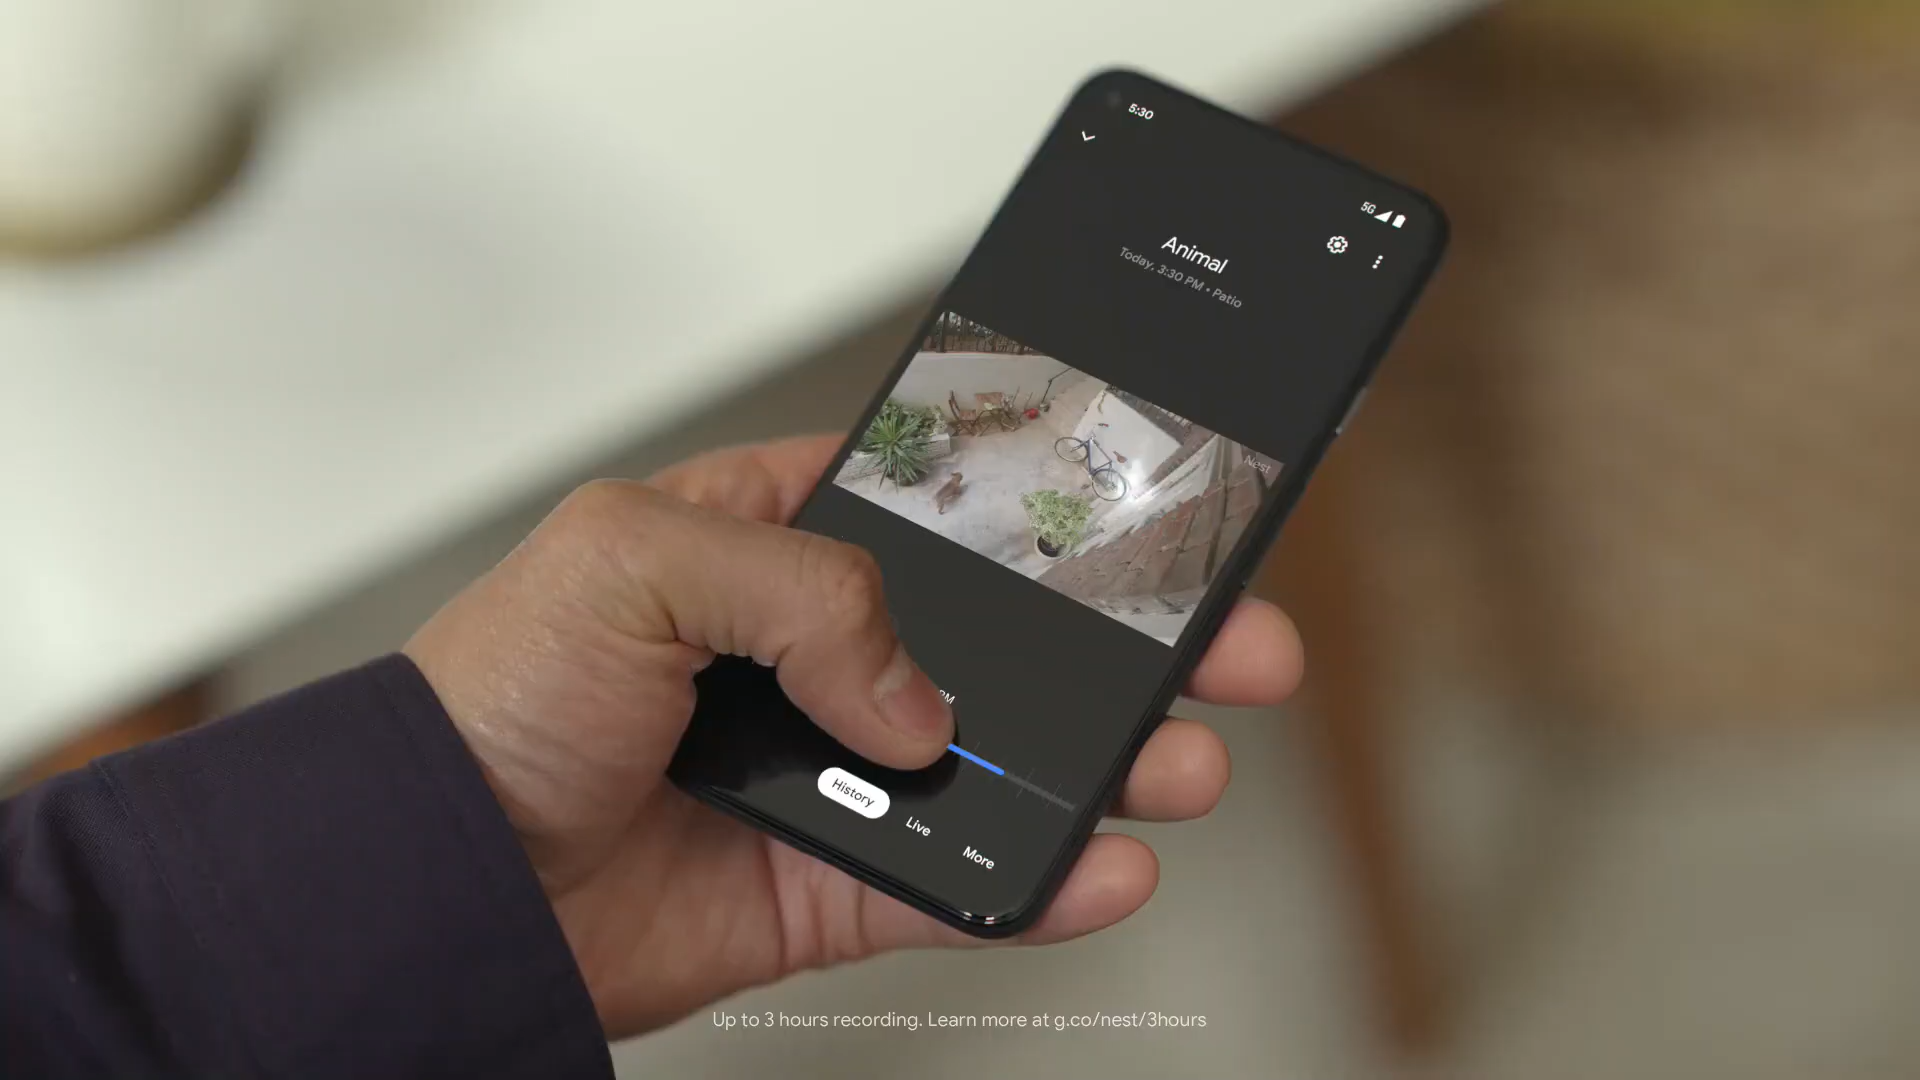 5:30
5G
Animal
Today, 3:30 PM • Patio
Nest
PM
History
Live
More
Up to 3 hours recording. Learn more at g.co/nest/3hours